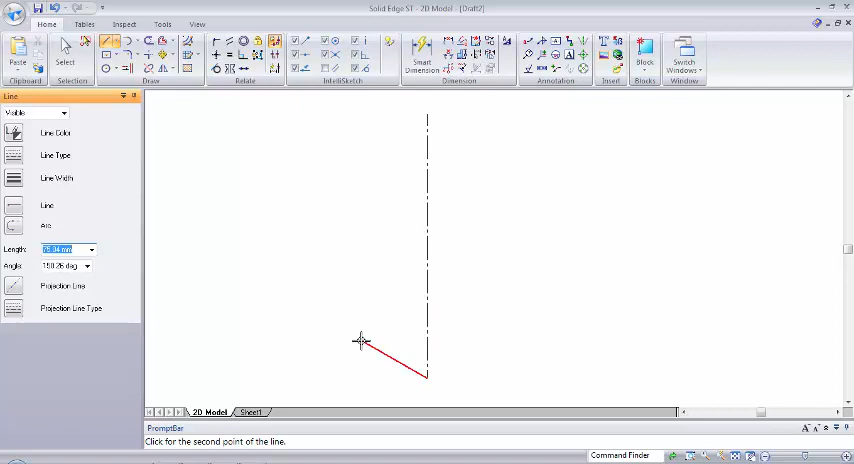 Solid Edge ST - 2D Model - [Draft2]
Home Tables Inspect Tools View
Paste Select Smart Dimension Block Switch Windows
Clipboard Selection Draw Relate IntelliSketch Dimension Annotation Insert Blocks Window
Line
Visible
Line Color
Line Type
Line Width
Line
Arc
Length: 75.04 mm
Angle: 150.26 deg
Projection Line
Projection Line Type
2D Model Sheet1
PromptBar
Click for the second point of the line.
Command Finder